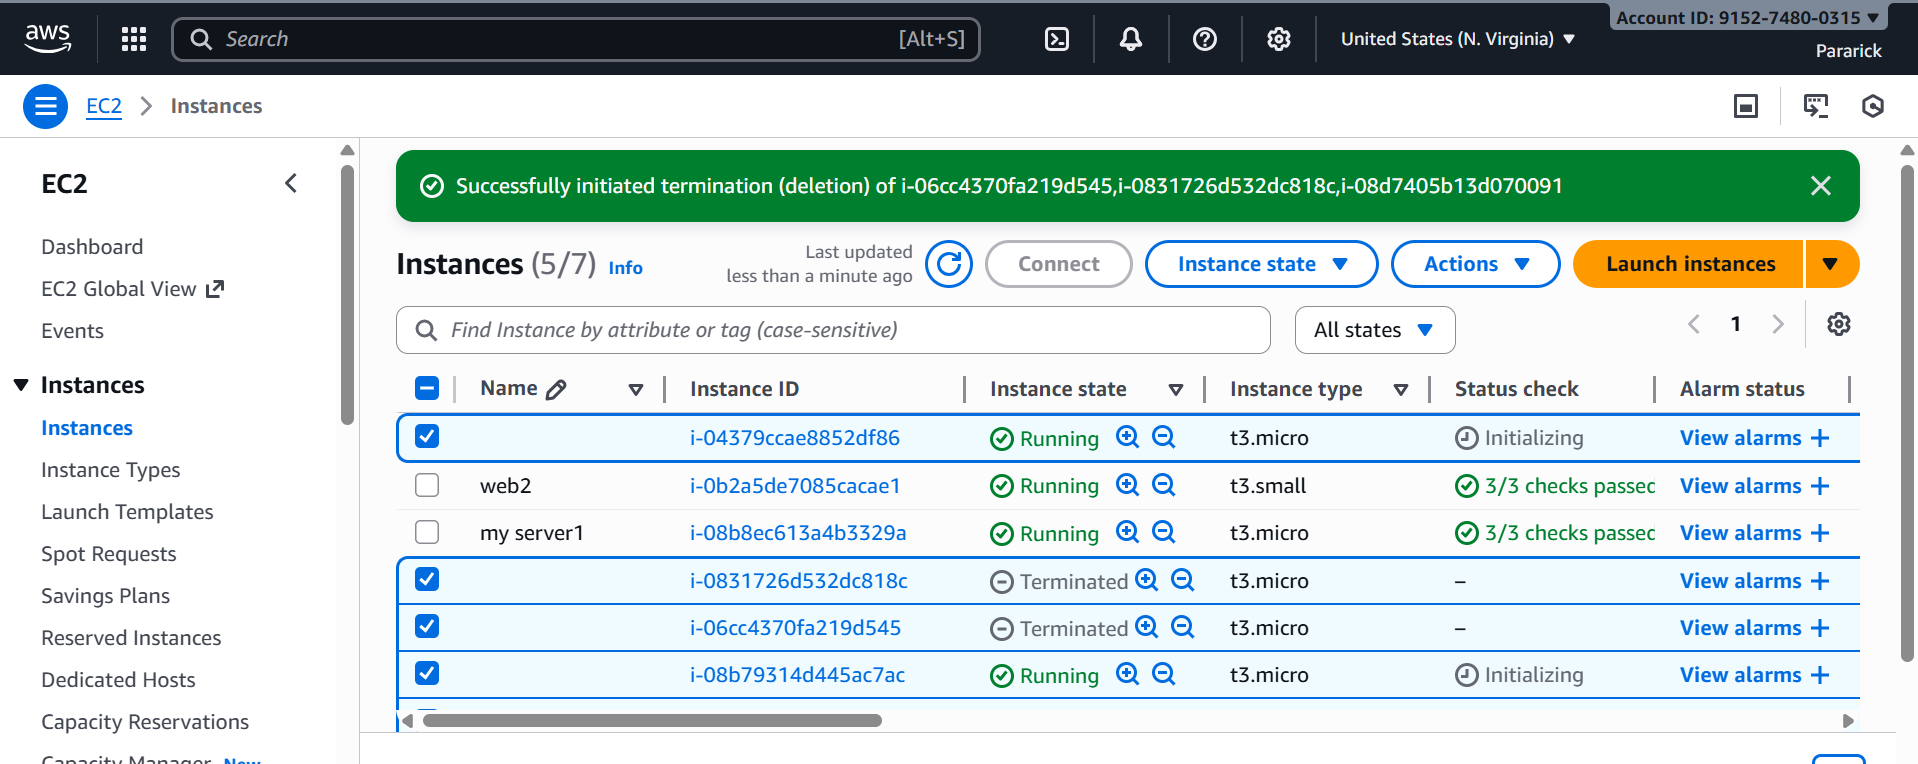 aws
Search
[Alt+S]
United States (N. Virginia)
Account ID: 9152-7480-0315
Pararick
EC2
Instances
EC2
Dashboard
EC2 Global View
Events
Instances
Instances
Instance Types
Launch Templates
Spot Requests
Savings Plans
Reserved Instances
Dedicated Hosts
Capacity Reservations
Capacity Manager New
Successfully initiated termination (deletion) of i-06cc4370fa219d545,i-0831726d532dc818c,i-08d7405b13d070091
Instances (5/7) Info
Last updated
less than a minute ago
Connect
Instance state
Actions
Launch instances
Find Instance by attribute or tag (case-sensitive)
All states
1
Name Instance ID Instance state Instance type Status check Alarm status
i-04379ccae8852df86 Running t3.micro Initializing View alarms +
web2 i-0b2a5de7085cacae1 Running t3.small 3/3 checks passed View alarms +
my server1 i-08b8ec613a4b3329a Running t3.micro 3/3 checks passed View alarms +
i-0831726d532dc818c Terminated t3.micro – View alarms +
i-06cc4370fa219d545 Terminated t3.micro – View alarms +
i-08b79314d445ac7ac Running t3.micro Initializing View alarms +